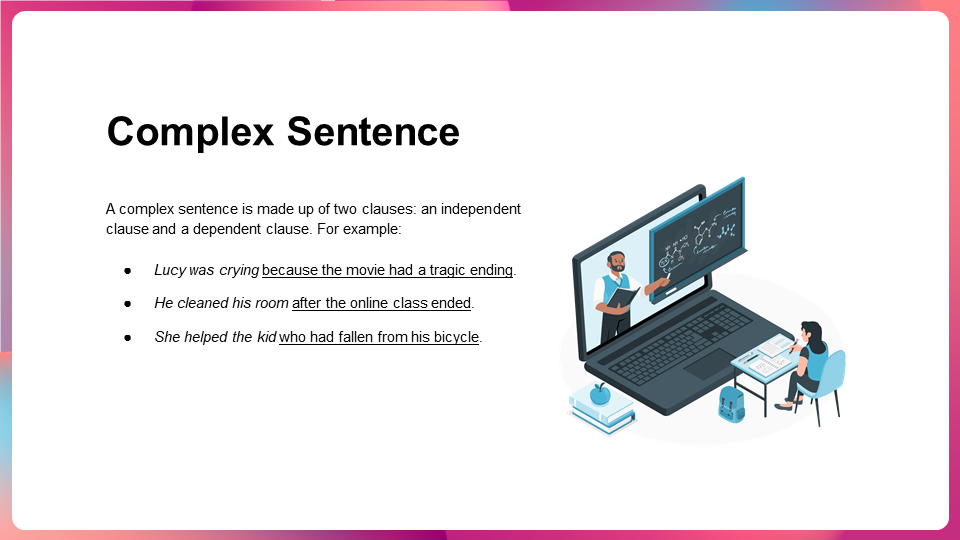 Complex Sentence
A complex sentence is made up of two clauses: an independent
clause and a dependent clause. For example:
● Lucy was crying because the movie had a tragic ending.
● He cleaned his room after the online class ended.
● She helped the kid who had fallen from his bicycle.